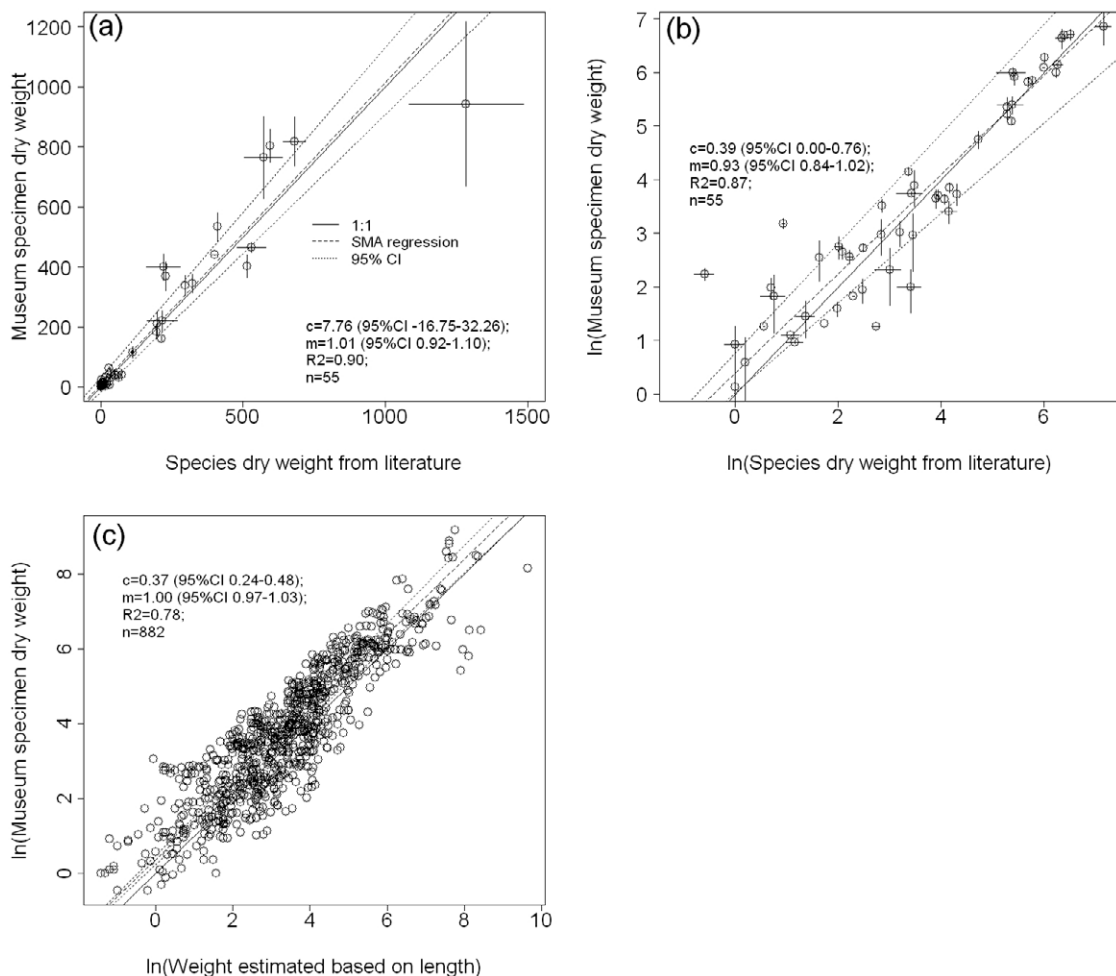 (a)
1200
1000
800
600
400
200
0
Museum specimen dry weight
1:1
SMA regression
95% CI
c=7.76 (95%CI -16.75-32.26);
m=1.01 (95%CI 0.92-1.10);
R2=0.90;
n=55
0 500 1000 1500
Species dry weight from literature
(b)
7
6
5
4
3
2
1
0
ln(Museum specimen dry weight)
c=0.39 (95%CI 0.00-0.76);
m=0.93 (95%CI 0.84-1.02);
R2=0.87;
n=55
0 2 4 6
ln(Species dry weight from literature)
(c)
8
6
4
2
0
ln(Museum specimen dry weight)
c=0.37 (95%CI 0.24-0.48);
m=1.00 (95%CI 0.97-1.03);
R2=0.78;
n=882
0 2 4 6 8 10
ln(Weight estimated based on length)